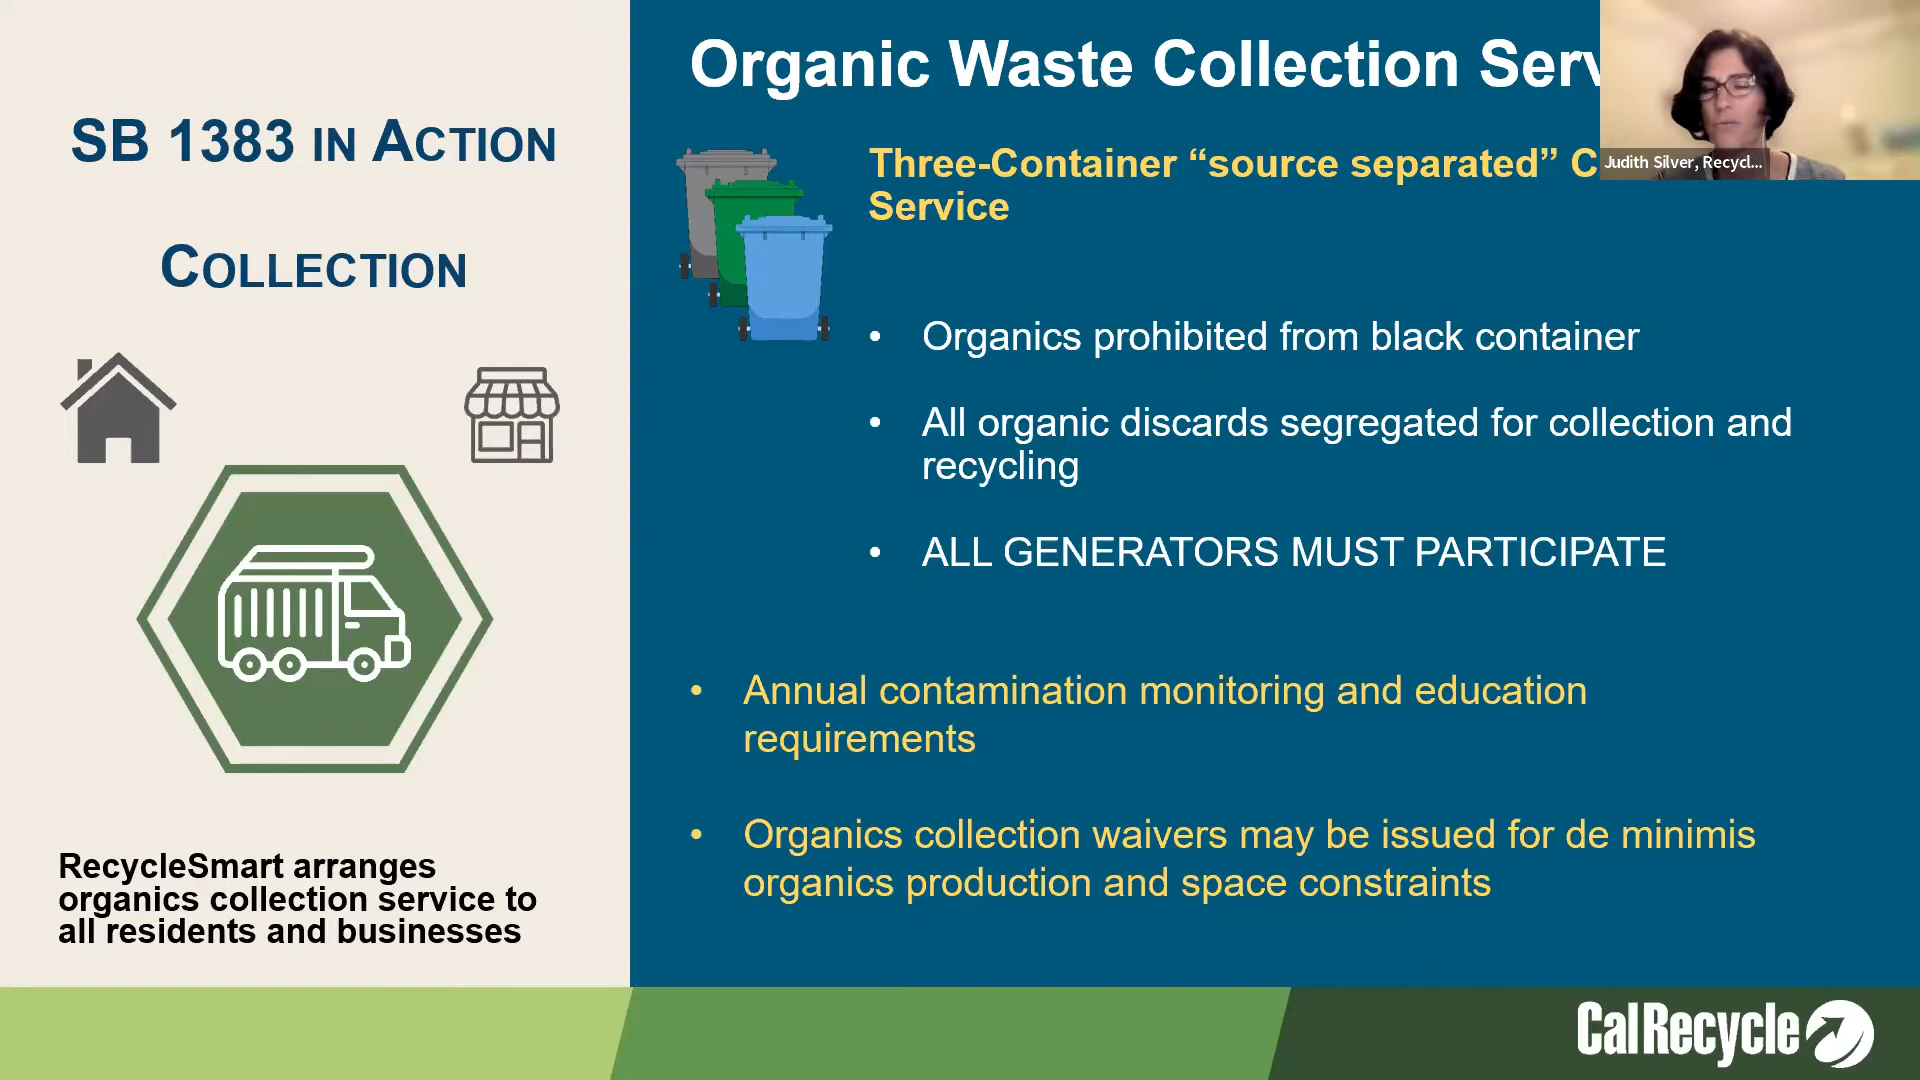 SB 1383 IN ACTION
COLLECTION
RecycleSmart arranges
organics collection service to
all residents and businesses
Organic Waste Collection
Three-Container “source separated”
Service
• Organics prohibited from black container
• All organic discards segregated for collection and
recycling
• ALL GENERATORS MUST PARTICIPATE
• Annual contamination monitoring and education
requirements
• Organics collection waivers may be issued for de minimis
organics production and space constraints
Judith Silver, Recycl...
CalRecycle